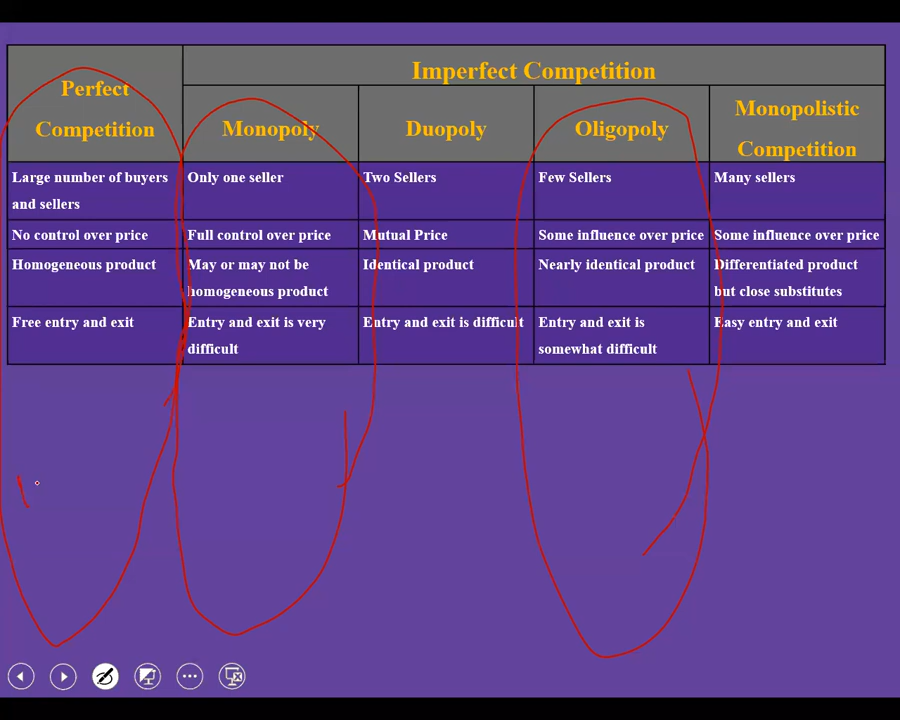 Perfect
Competition
Imperfect Competition
Monopoly
Duopoly
Oligopoly
Monopolistic
Competition
Large number of buyers
and sellers
Only one seller
Two Sellers
Few Sellers
Many sellers
No control over price
Full control over price
Mutual Price
Some influence over price
Some influence over price
Homogeneous product
May or may not be
homogeneous product
Identical product
Nearly identical product
Differentiated product
but close substitutes
Free entry and exit
Entry and exit is very
difficult
Entry and exit is difficult
Entry and exit is
somewhat difficult
Easy entry and exit